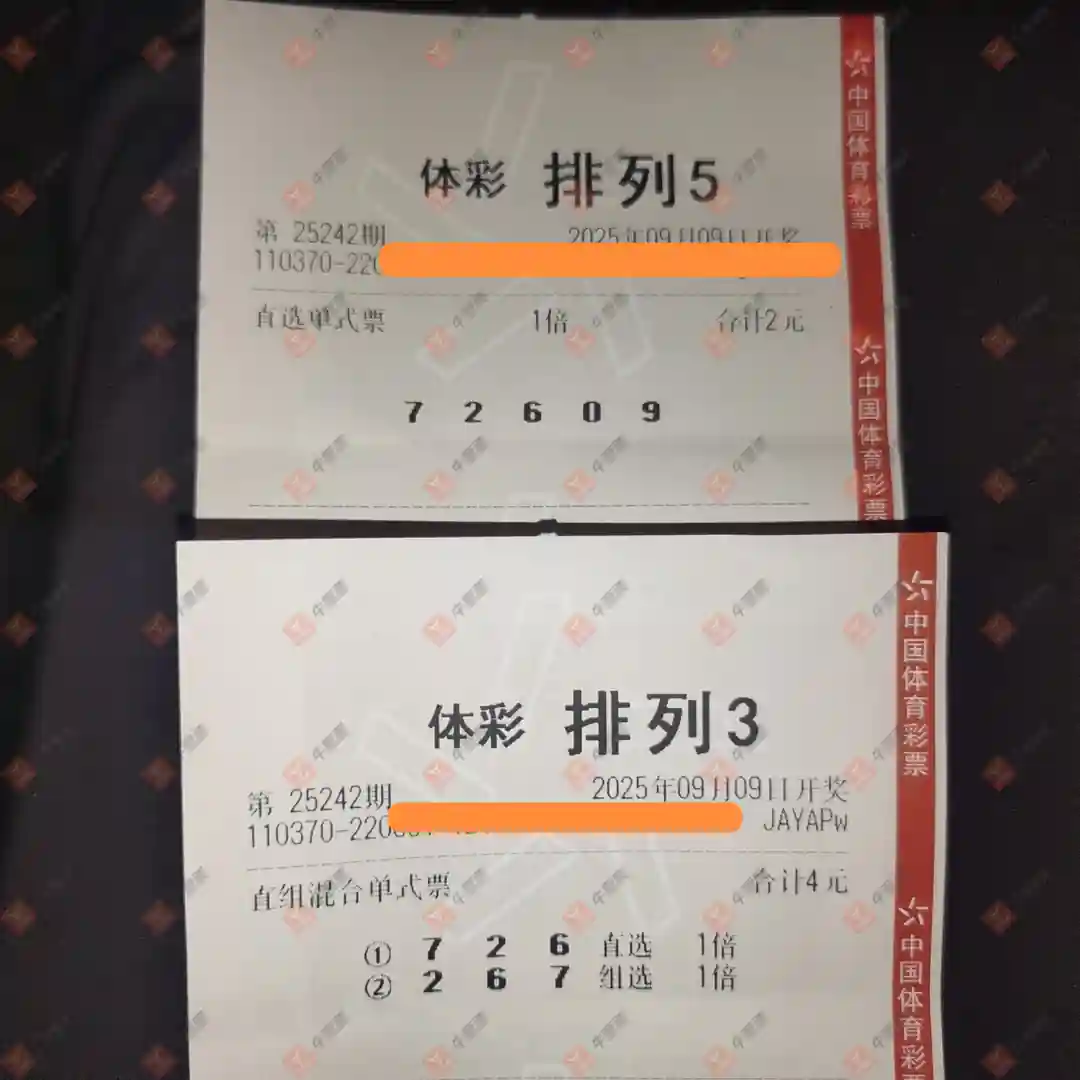 体彩 排列5
第 25242期 2025年09月09日开奖
110370-220
直选单式票 1倍 合计2元
7 2 6 0 9
中国体育彩票
中国体育彩票
体彩 排列3
第 25242期 2025年09月09日开奖
110370-220 JAYAPw
直组混合单式票 合计4元
① 7 2 6 直选 1倍
② 2 6 7 组选 1倍
中国体育彩票
中国体育彩票